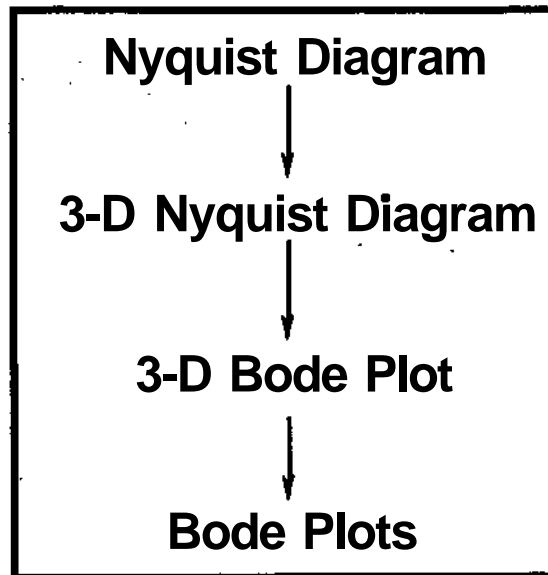 Nyquist Diagram
3-D Nyquist Diagram
3-D Bode Plot
Bode Plots